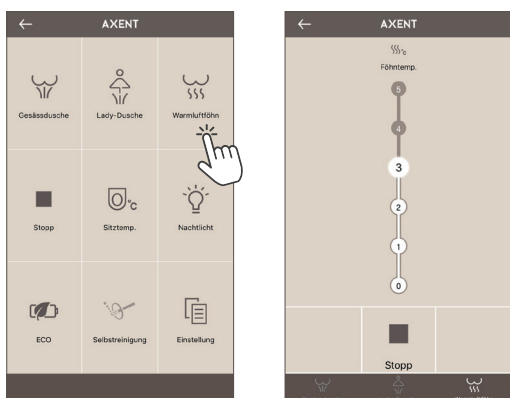 AXENT
Gesässdusche
Lady-Dusche
Warmluftföhn
Stopp
Sitztemp.
°C
Nachtlicht
ECO
Selbstreinigung
Einstellung
AXENT
°C
Föhntemp.
5
4
3
2
1
0
Stopp